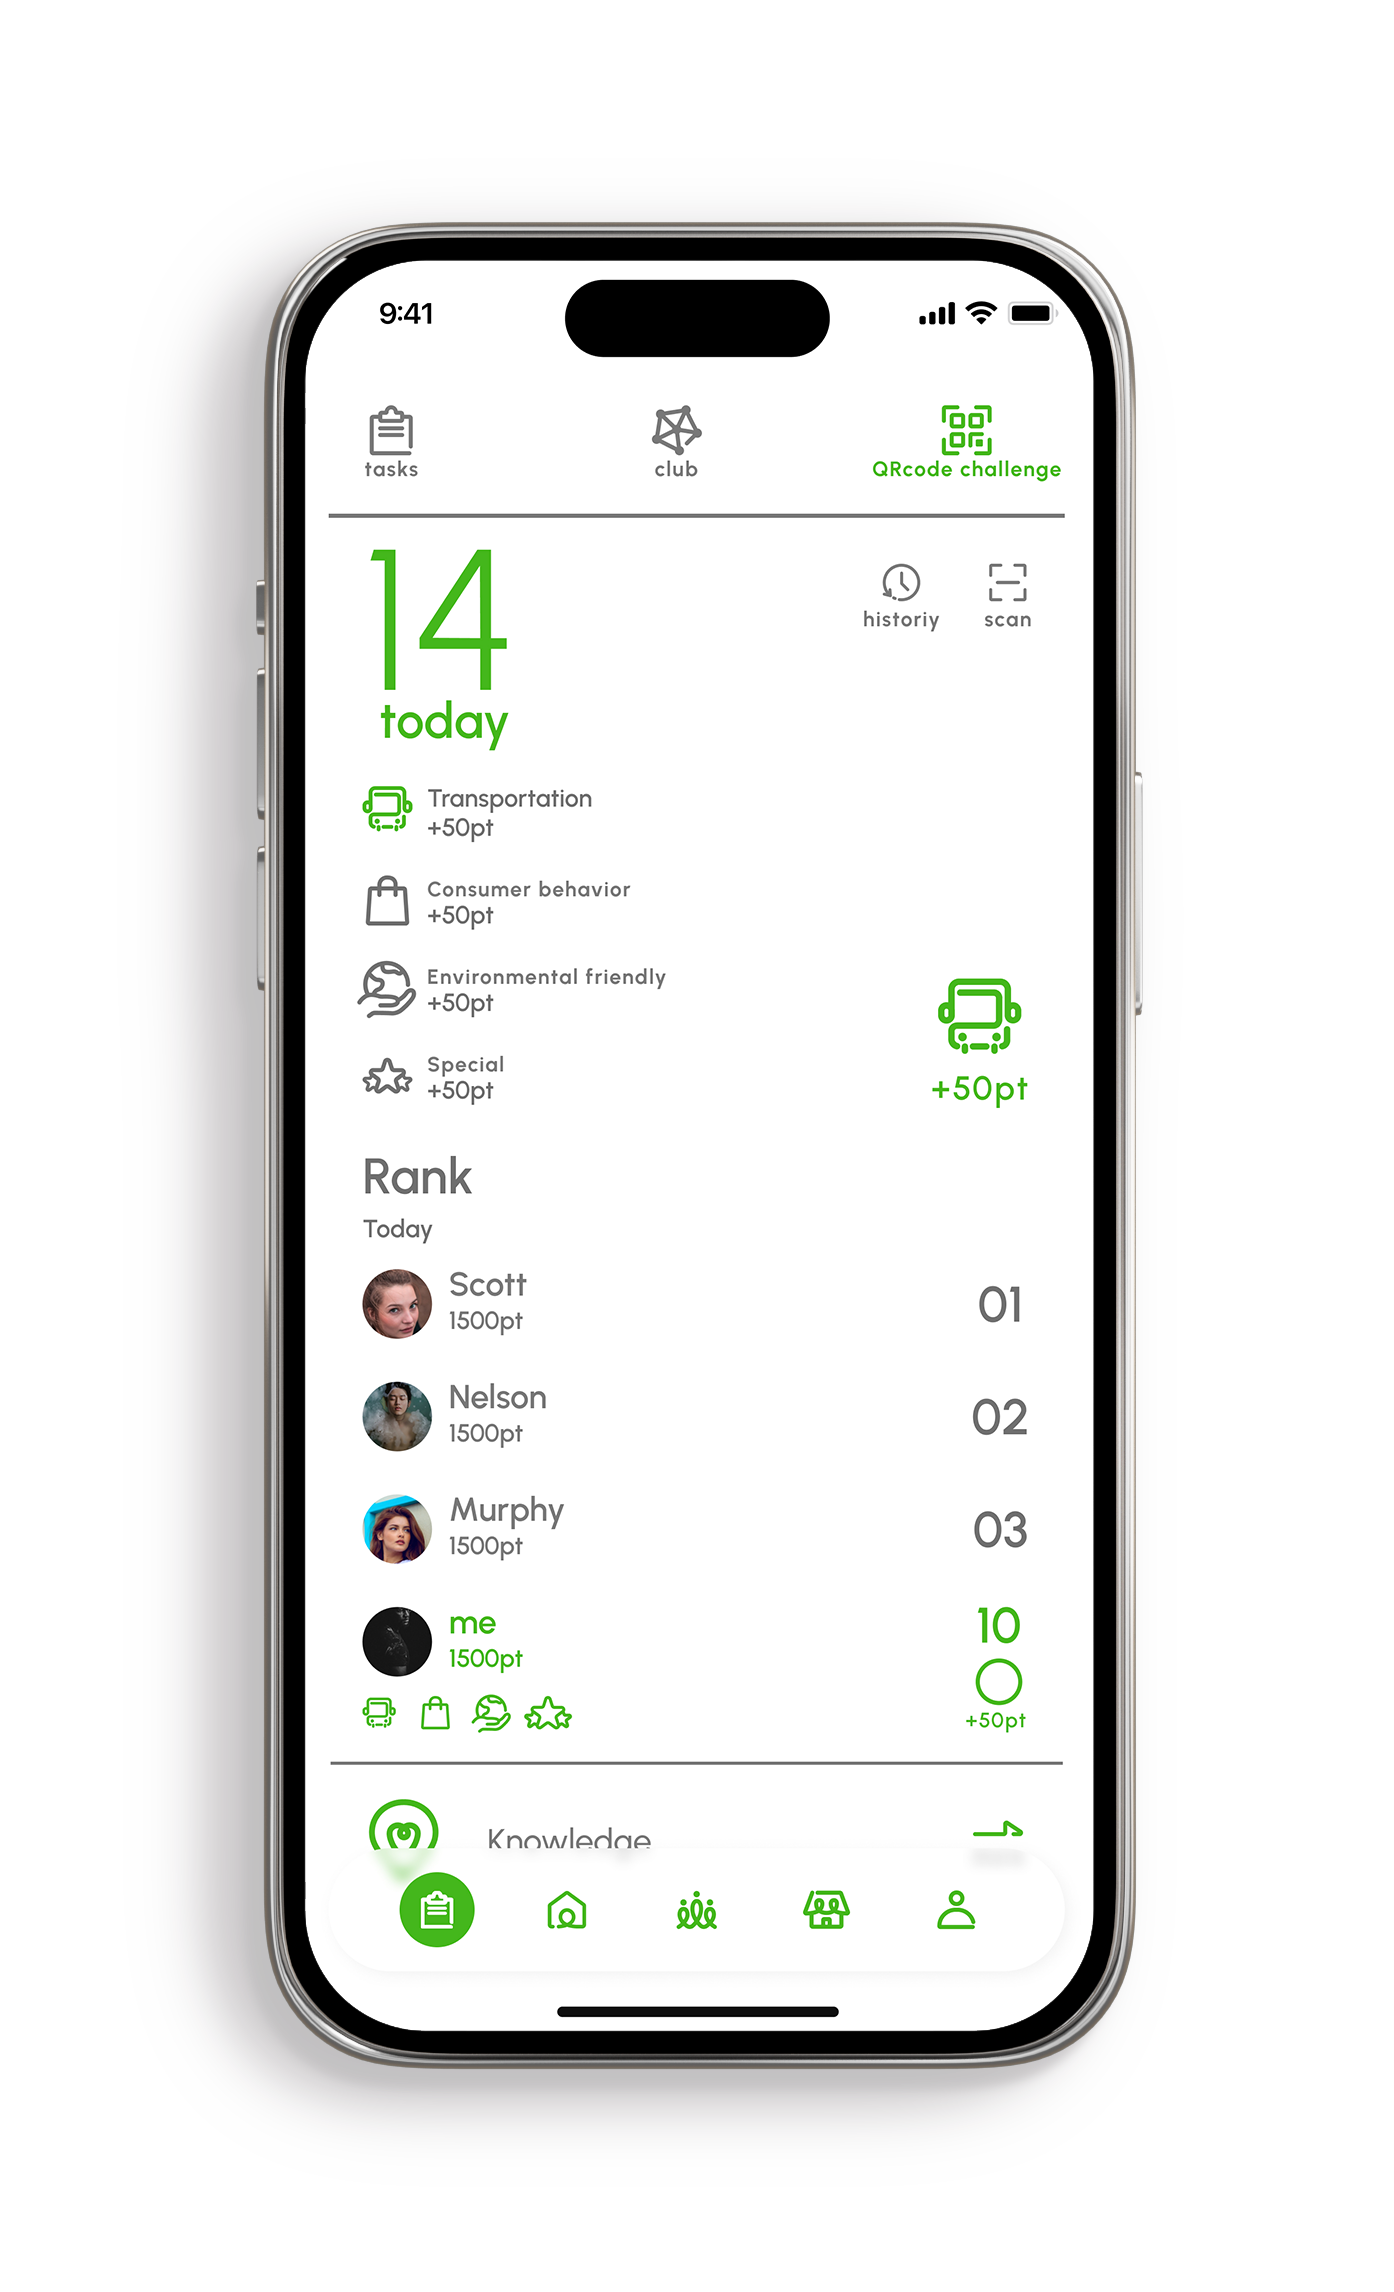 9:41
tasks
club
QRcode challenge
14
today
historiy
scan
Transportation
+50pt
Consumer behavior
+50pt
Environmental friendly
+50pt
Special
+50pt
+50pt
Rank
Today
Scott
1500pt
01
Nelson
1500pt
02
Murphy
1500pt
03
me
1500pt
10
+50pt
Knowledge